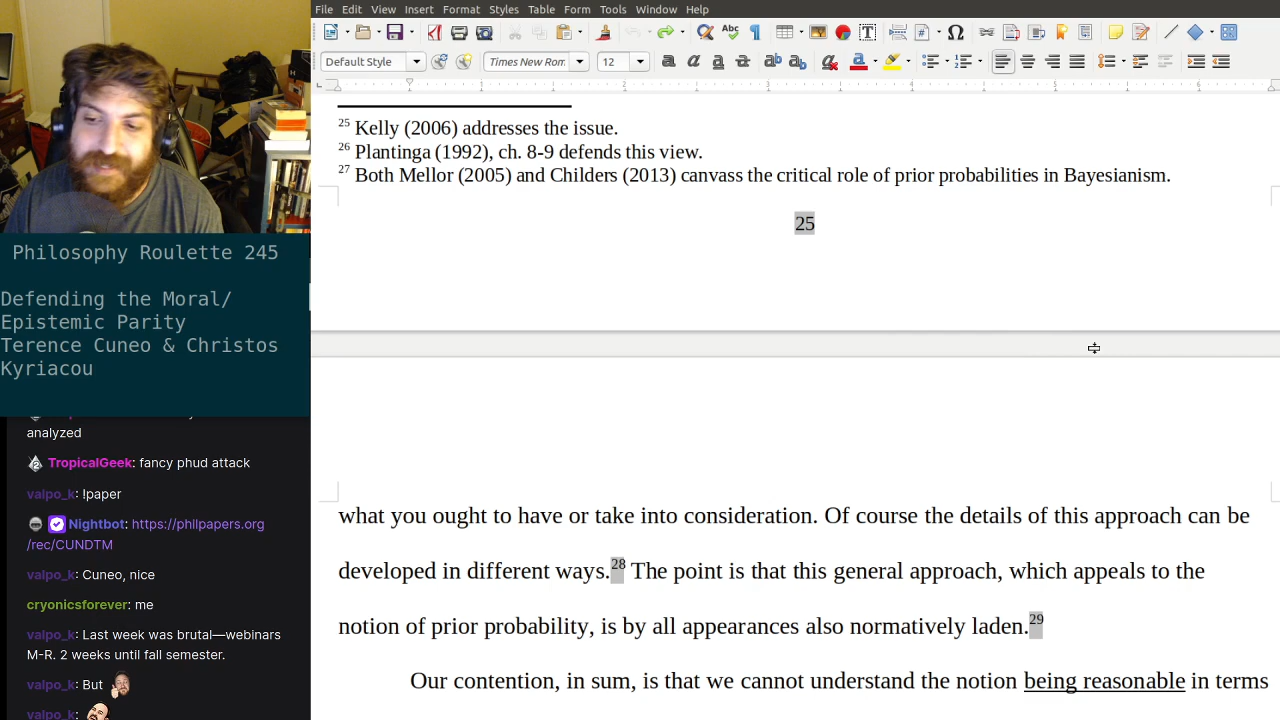 File Edit View Insert Format Styles Table Form Tools Window Help
Default Style Times New Rom 12
25 Kelly (2006) addresses the issue.
26 Plantinga (1992), ch. 8-9 defends this view.
27 Both Mellor (2005) and Childers (2013) canvass the critical role of prior probabilities in Bayesianism.
25
what you ought to have or take into consideration. Of course the details of this approach can be
developed in different ways.28 The point is that this general approach, which appeals to the
notion of prior probability, is by all appearances also normatively laden.29
Our contention, in sum, is that we cannot understand the notion being reasonable in terms
Philosophy Roulette 245
Defending the Moral/
Epistemic Parity
Terence Cuneo & Christos
Kyriacou
analyzed
TropicalGeek: fancy phud attack
valpo_k: !paper
Nightbot: https://philpapers.org
/rec/CUNDTM
valpo_k: Cuneo, nice
cryonicsforever: me
valpo_k: Last week was brutal—webinars
M-R. 2 weeks until fall semester.
valpo_k: But
valpo_k: